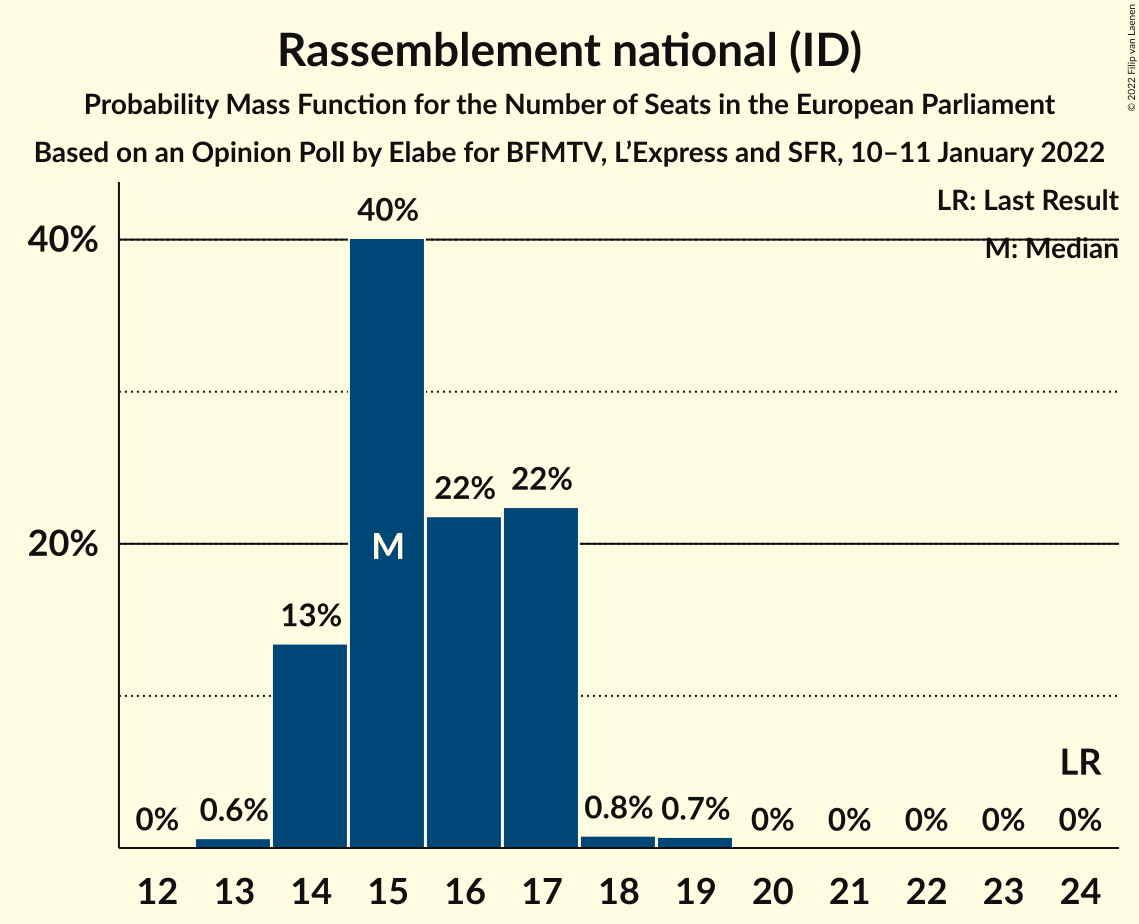 Rassemblement national (ID)
Probability Mass Function for the Number of Seats in the European Parliament
Based on an Opinion Poll by Elabe for BFMTV, L’Express and SFR, 10–11 January 2022
© 2022 Filip van Laenen
LR: Last Result
M: Median
40%
40%
22%
22%
20%
M
13%
LR
0%
0.6%
0.8%
0.7%
0%
0%
0%
0%
0%
12 13 14 15 16 17 18 19 20 21 22 23 24